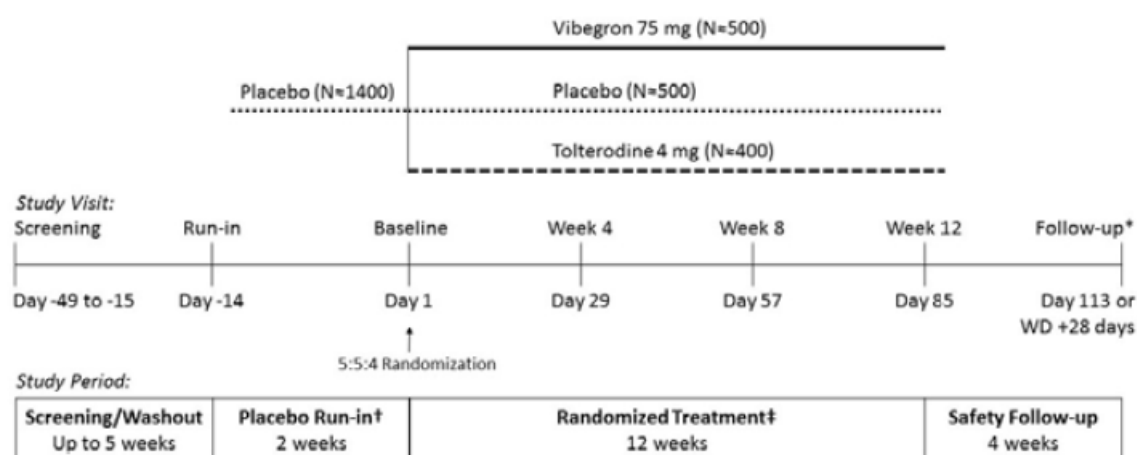 Vibegron 75 mg (N≈500)
Placebo (N≈1400)
Placebo (N≈500)
Tolterodine 4 mg (N≈400)
Study Visit:
Screening
Run-in
Baseline
Week 4
Week 8
Week 12
Follow-up*
Day -49 to -15
Day -14
Day 1
Day 29
Day 57
Day 85
Day 113 or
WD +28 days
5:5:4 Randomization
Study Period:
Screening/Washout
Up to 5 weeks
Placebo Run-in†
2 weeks
Randomized Treatment‡
12 weeks
Safety Follow-up
4 weeks